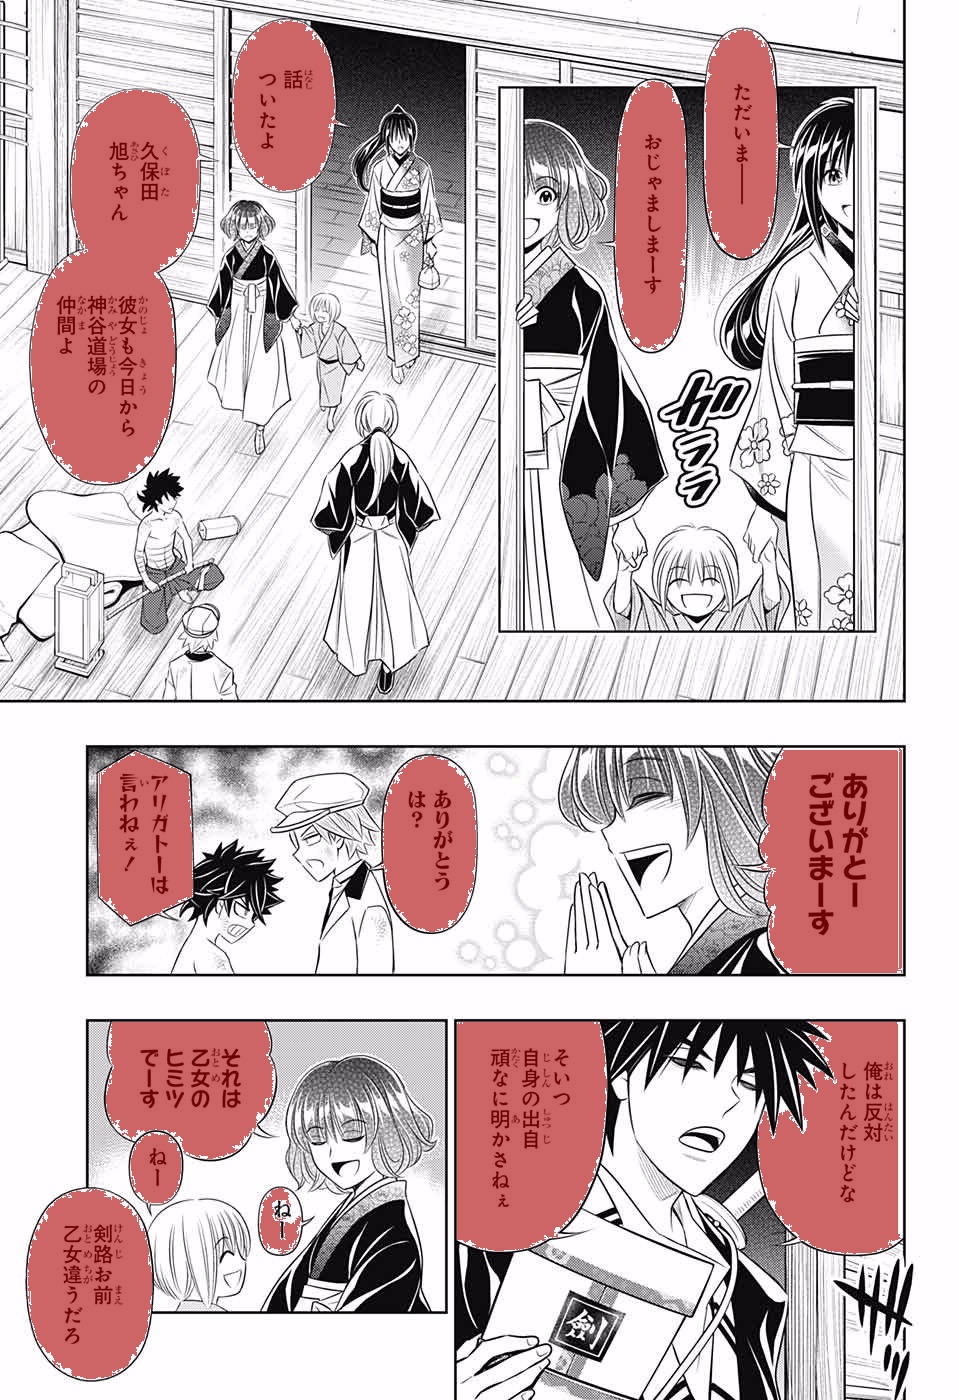 ただいま──
おじゃましまーす
ガラララ
話
ついたよ
久保田
旭ちゃん
彼女も今日から
神谷道場の
仲間よ
ありがとー
ございまーす
ありがとう
は?
アリガトーは
言わねぇ!
俺は反対
したんだけどな
そいつ
自身の出自
頑なに明かさねぇ
劍
それは
乙女の
ヒミツ
でーす
ねー
ねー
剣路お前
乙女違うだろ